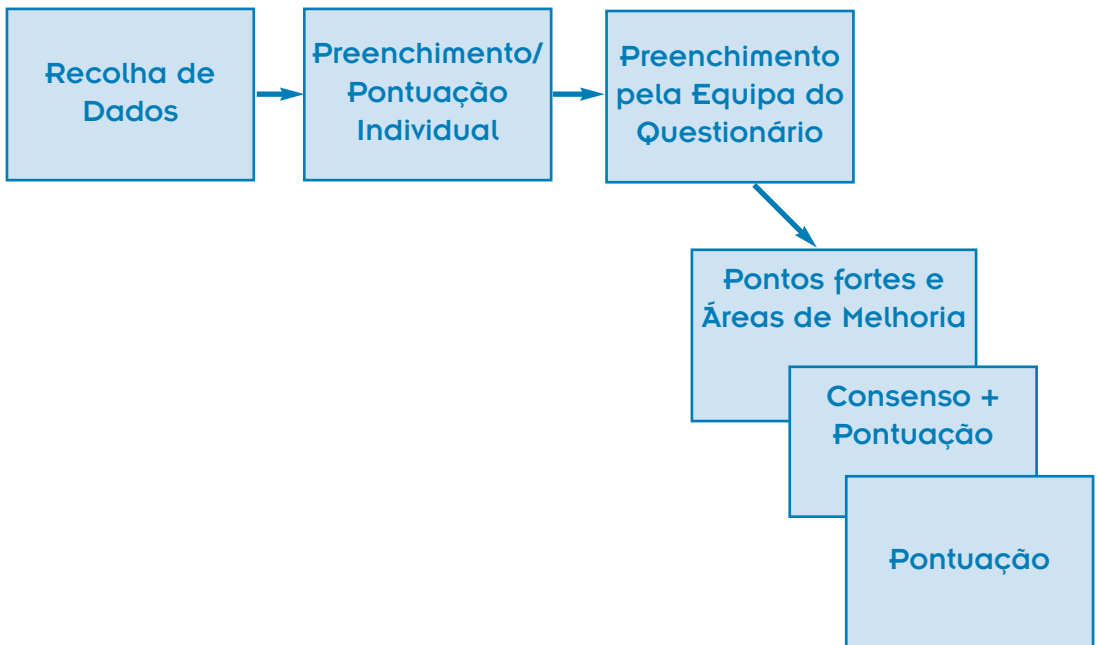 Recolha de
Dados
Preenchimento/
Pontuação
Individual
Preenchimento
pela Equipa do
Questionário
Pontos fortes e
Áreas de Melhoria
Consenso +
Pontuação
Pontuação